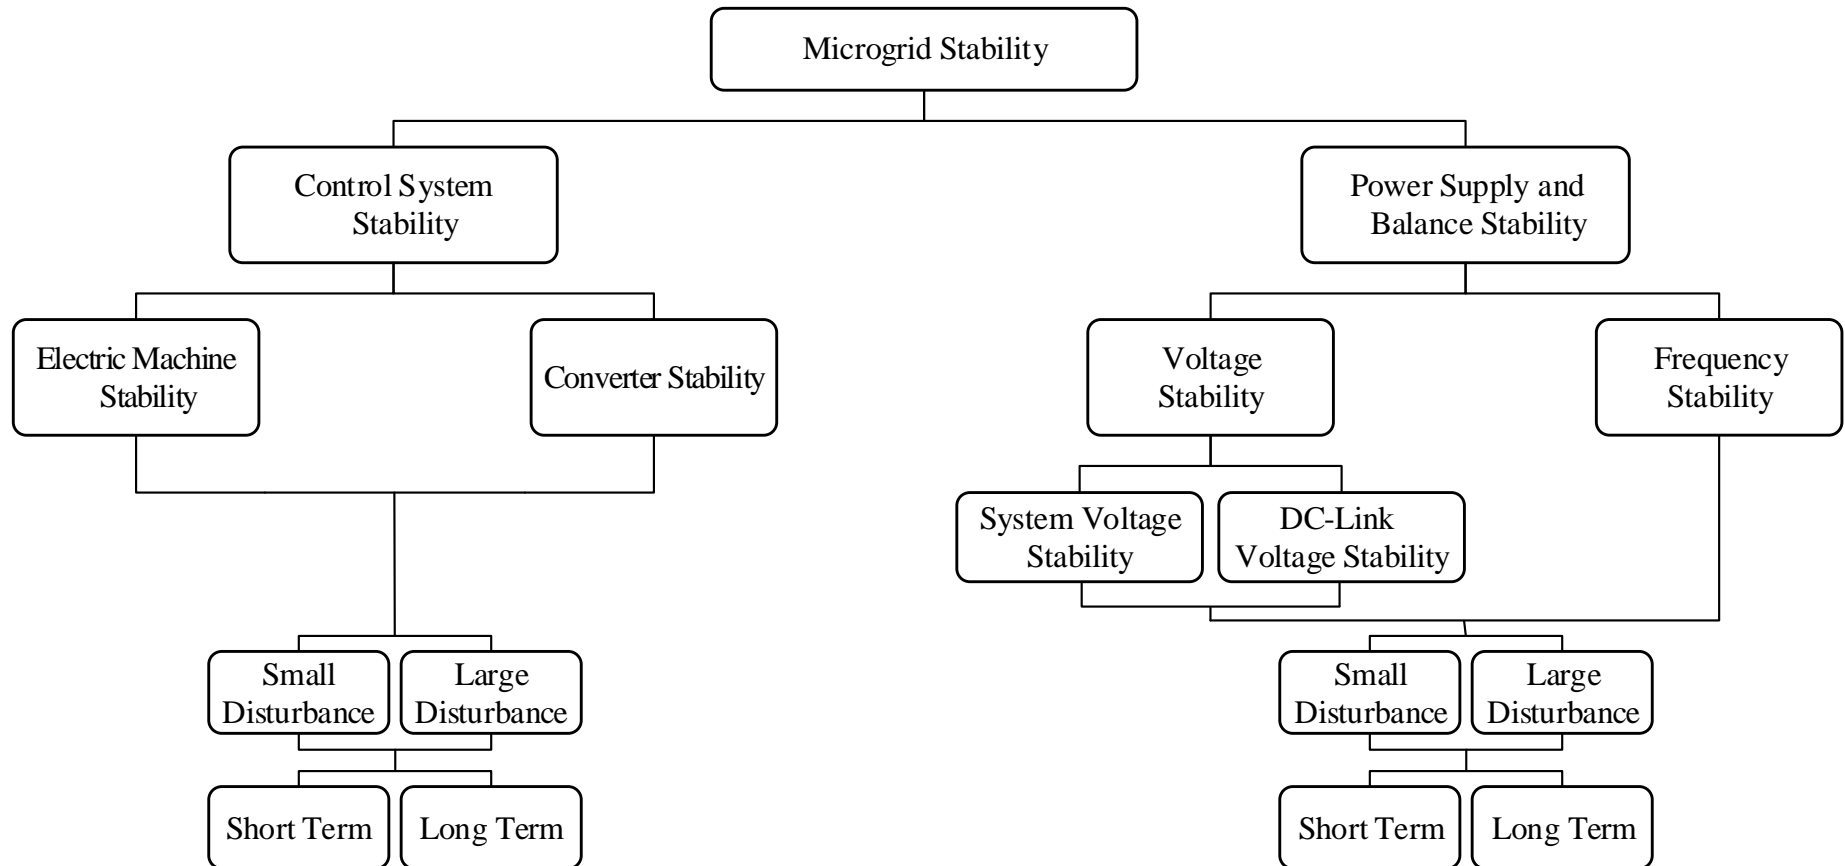 Microgrid Stability
Control System
Stability
Power Supply and
Balance Stability
Electric Machine
Stability
Converter Stability
Voltage
Stability
Frequency
Stability
System Voltage
Stability
DC-Link
Voltage Stability
Small
Disturbance
Large
Disturbance
Small
Disturbance
Large
Disturbance
Short Term
Long Term
Short Term
Long Term